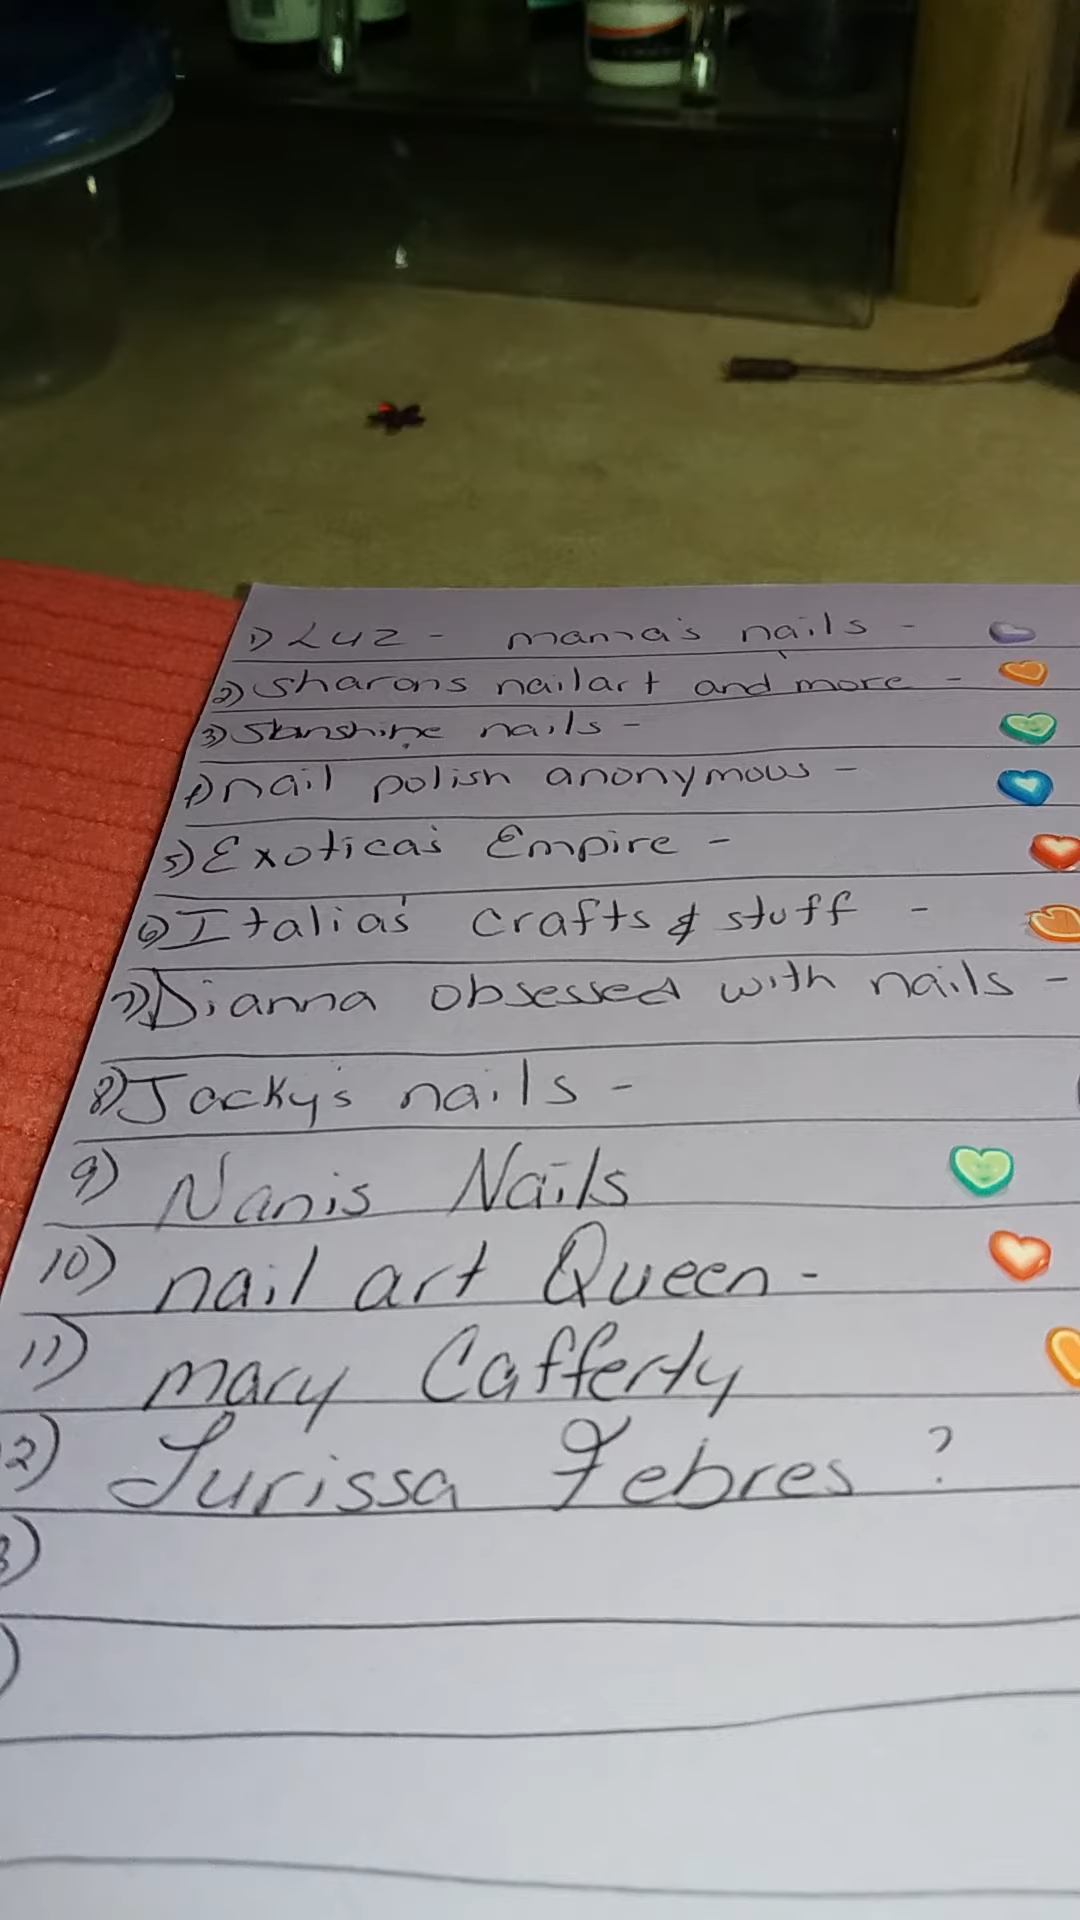 1) Luz - mama's nails -
2) Sharons nailart and more -
3) Sunshine nails -
4) nail polish anonymous -
5) Exotica's Empire -
6) Italia's crafts & stuff -
7) Dianna obsessed with nails -
8) Jacky's nails -
9) Nanis Nails
10) nail art Queen -
11) mary Cafferty
2) Jurissa Febres ?
3)
)